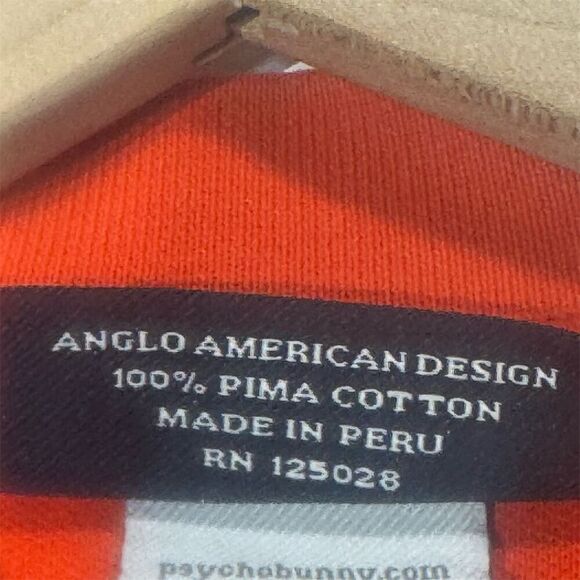 ANGLO AMERICAN DESIGN
100% PIMA COTTON
MADE IN PERU
RN 125028
psychobunny.com